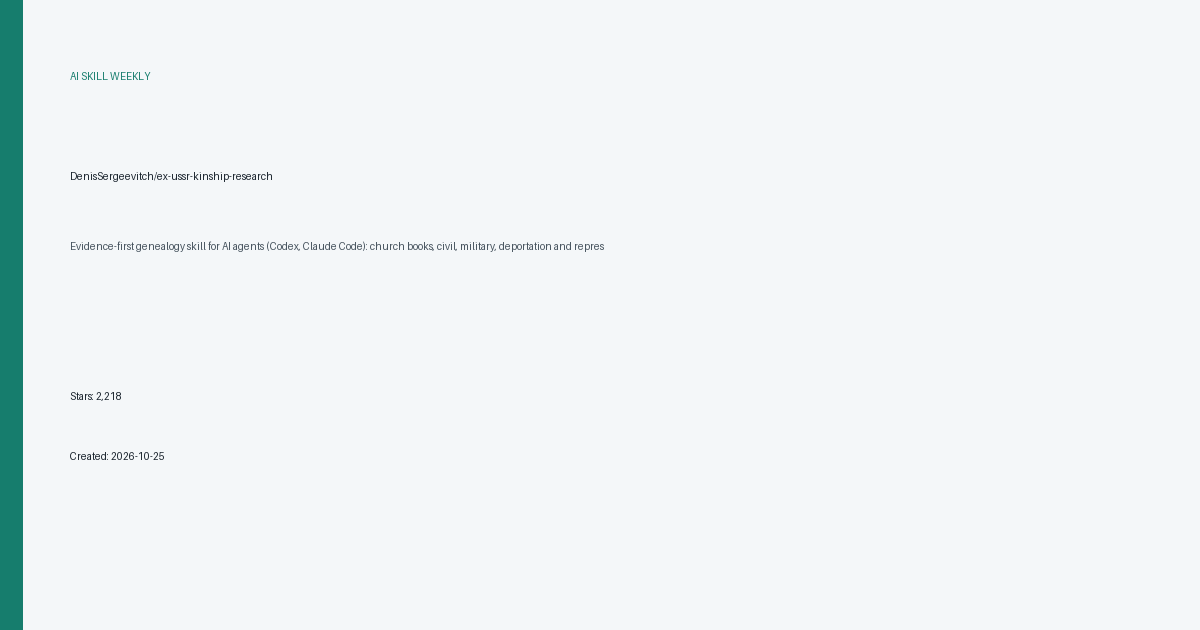 AI SKILL WEEKLY
DenisSergeevitch/ex-ussr-kinship-research
Evidence-first genealogy skill for AI agents (Codex, Claude Code): church books, civil, military, deportation and repres
Stars: 2,218
Created: 2026-10-25